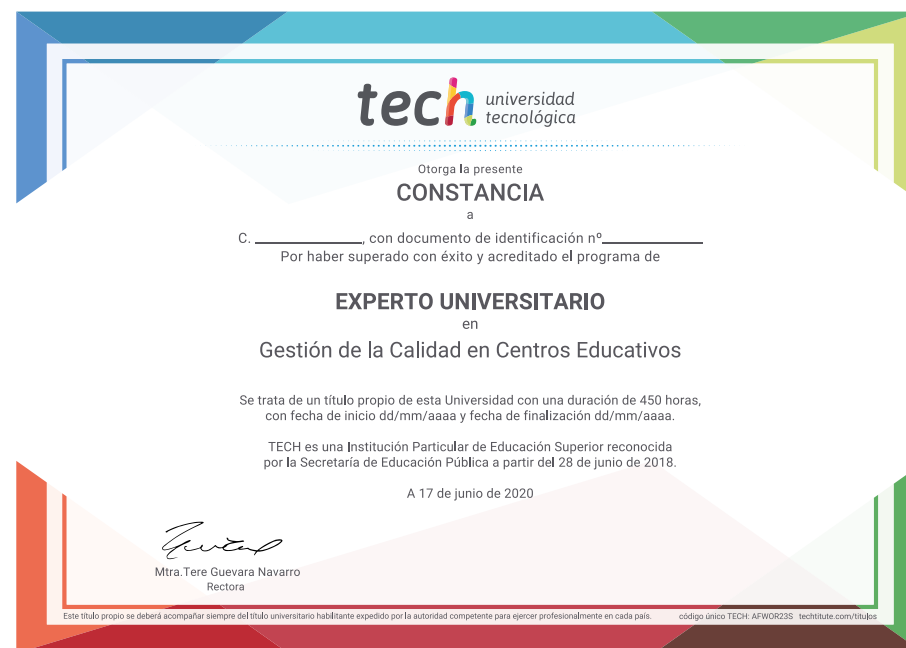 tech universidad
tecnológica
Otorga la presente
CONSTANCIA
a
C. ____________, con documento de identificación nº____________
Por haber superado con éxito y acreditado el programa de
EXPERTO UNIVERSITARIO
en
Gestión de la Calidad en Centros Educativos
Se trata de un título propio de esta Universidad con una duración de 450 horas,
con fecha de inicio dd/mm/aaaa y fecha de finalización dd/mm/aaaa.
TECH es una Institución Particular de Educación Superior reconocida
por la Secretaría de Educación Pública a partir del 28 de junio de 2018.
A 17 de junio de 2020
Mtra.Tere Guevara Navarro
Rectora
Este título propio se deberá acompañar siempre del título universitario habilitante expedido por la autoridad competente para ejercer profesionalmente en cada país. código único TECH: AFWOR23S techtitute.com/titulos